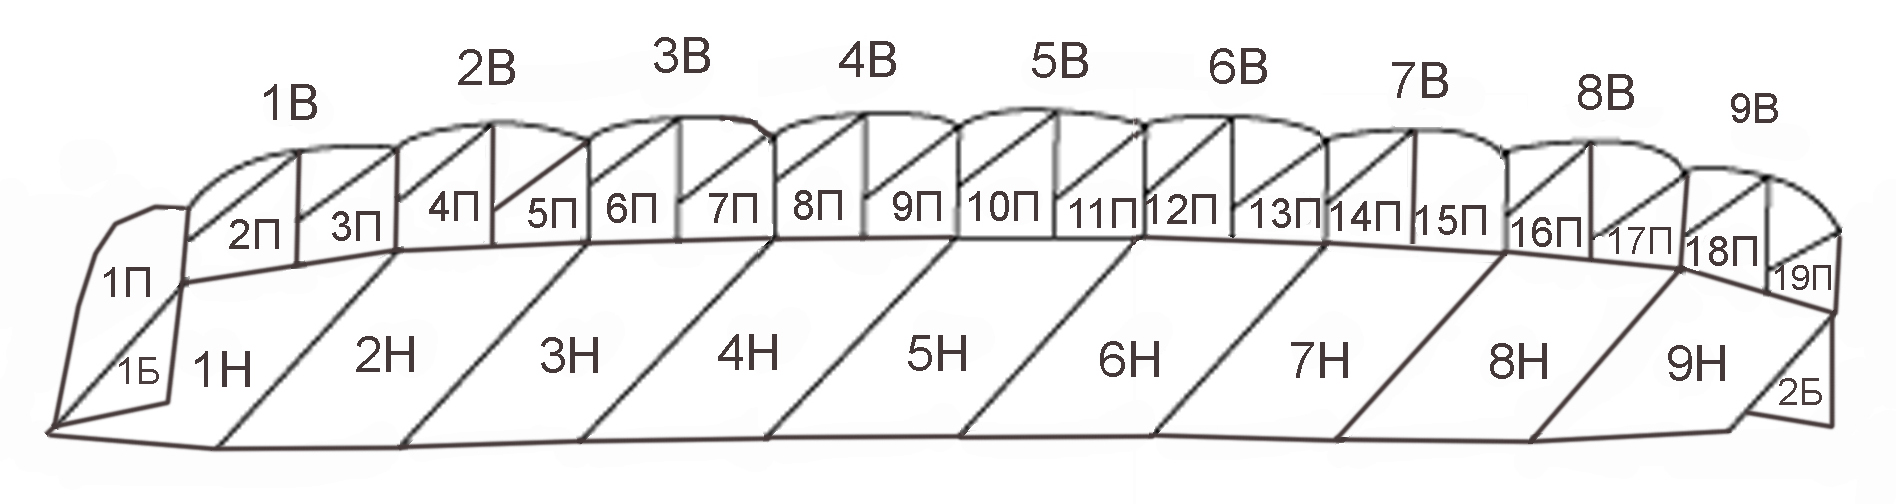 1В 2В 3В 4В 5В 6В 7В 8В 9В
1П 2П 3П 4П 5П 6П 7П 8П 9П 10П 11П 12П 13П 14П 15П 16П 17П 18П 19П
1Б 1Н 2Н 3Н 4Н 5Н 6Н 7Н 8Н 9Н 2Б